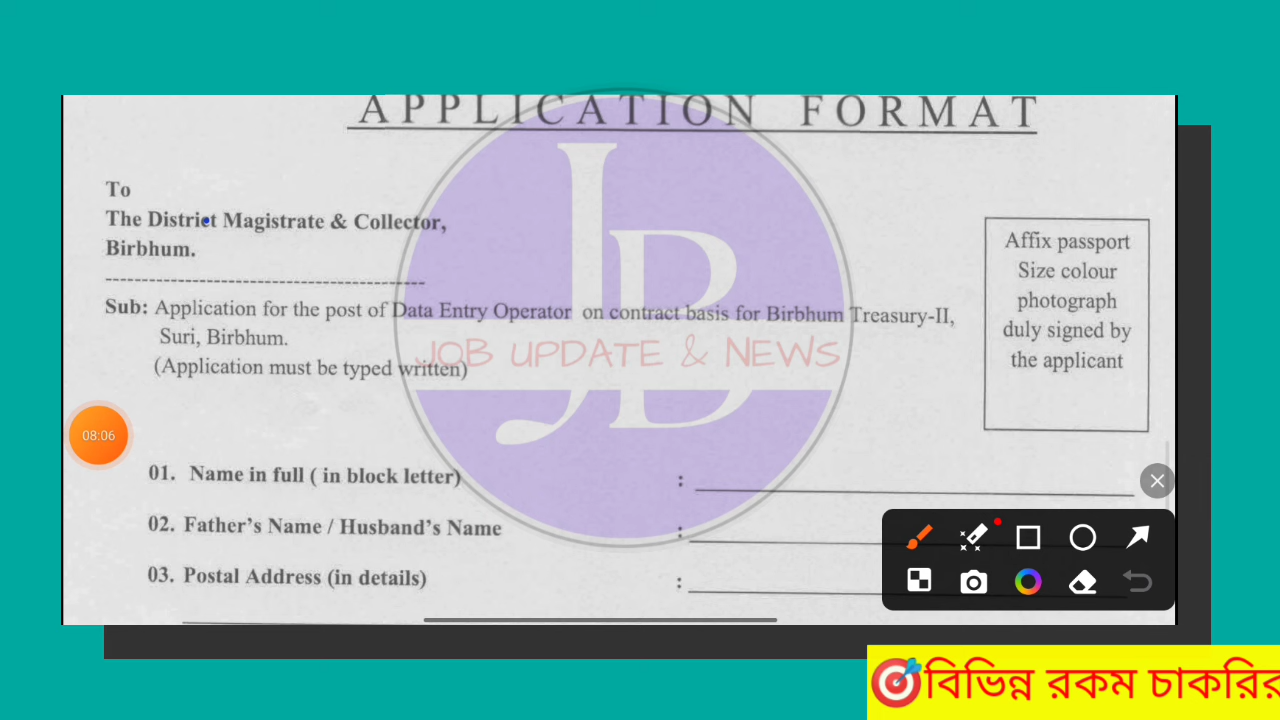 APPLICATION FORMAT
To
The District Magistrate & Collector,
Birbhum.
Sub: Application for the post of Data Entry Operator on contract basis for Birbhum Treasury-II,
Suri, Birbhum.
(Application must be typed written)
Affix passport
Size colour
photograph
duly signed by
the applicant
JB
JOB UPDATE & NEWS
08:06
01. Name in full ( in block letter) :
02. Father's Name / Husband's Name :
03. Postal Address (in details) :
বিভিন্ন রকম চাকরির